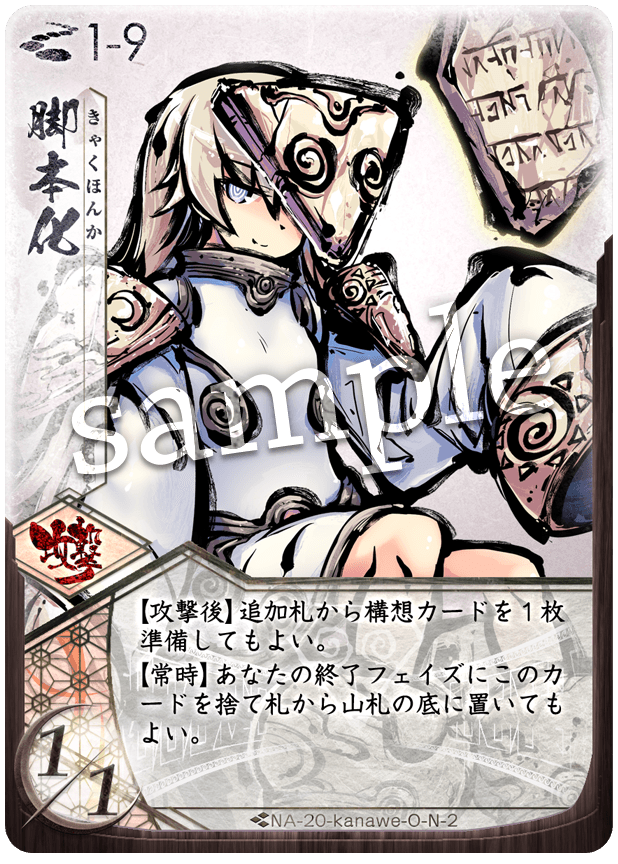 1-9
脚本化
きゃくほんか
sample
攻撃
【攻撃後】追加札から構想カードを1枚
準備してもよい。
【常時】あなたの終了フェイズにこのカ
ードを捨て札から山札の底に置いても
よい。
1/1
NA-20-kanawe-O-N-2